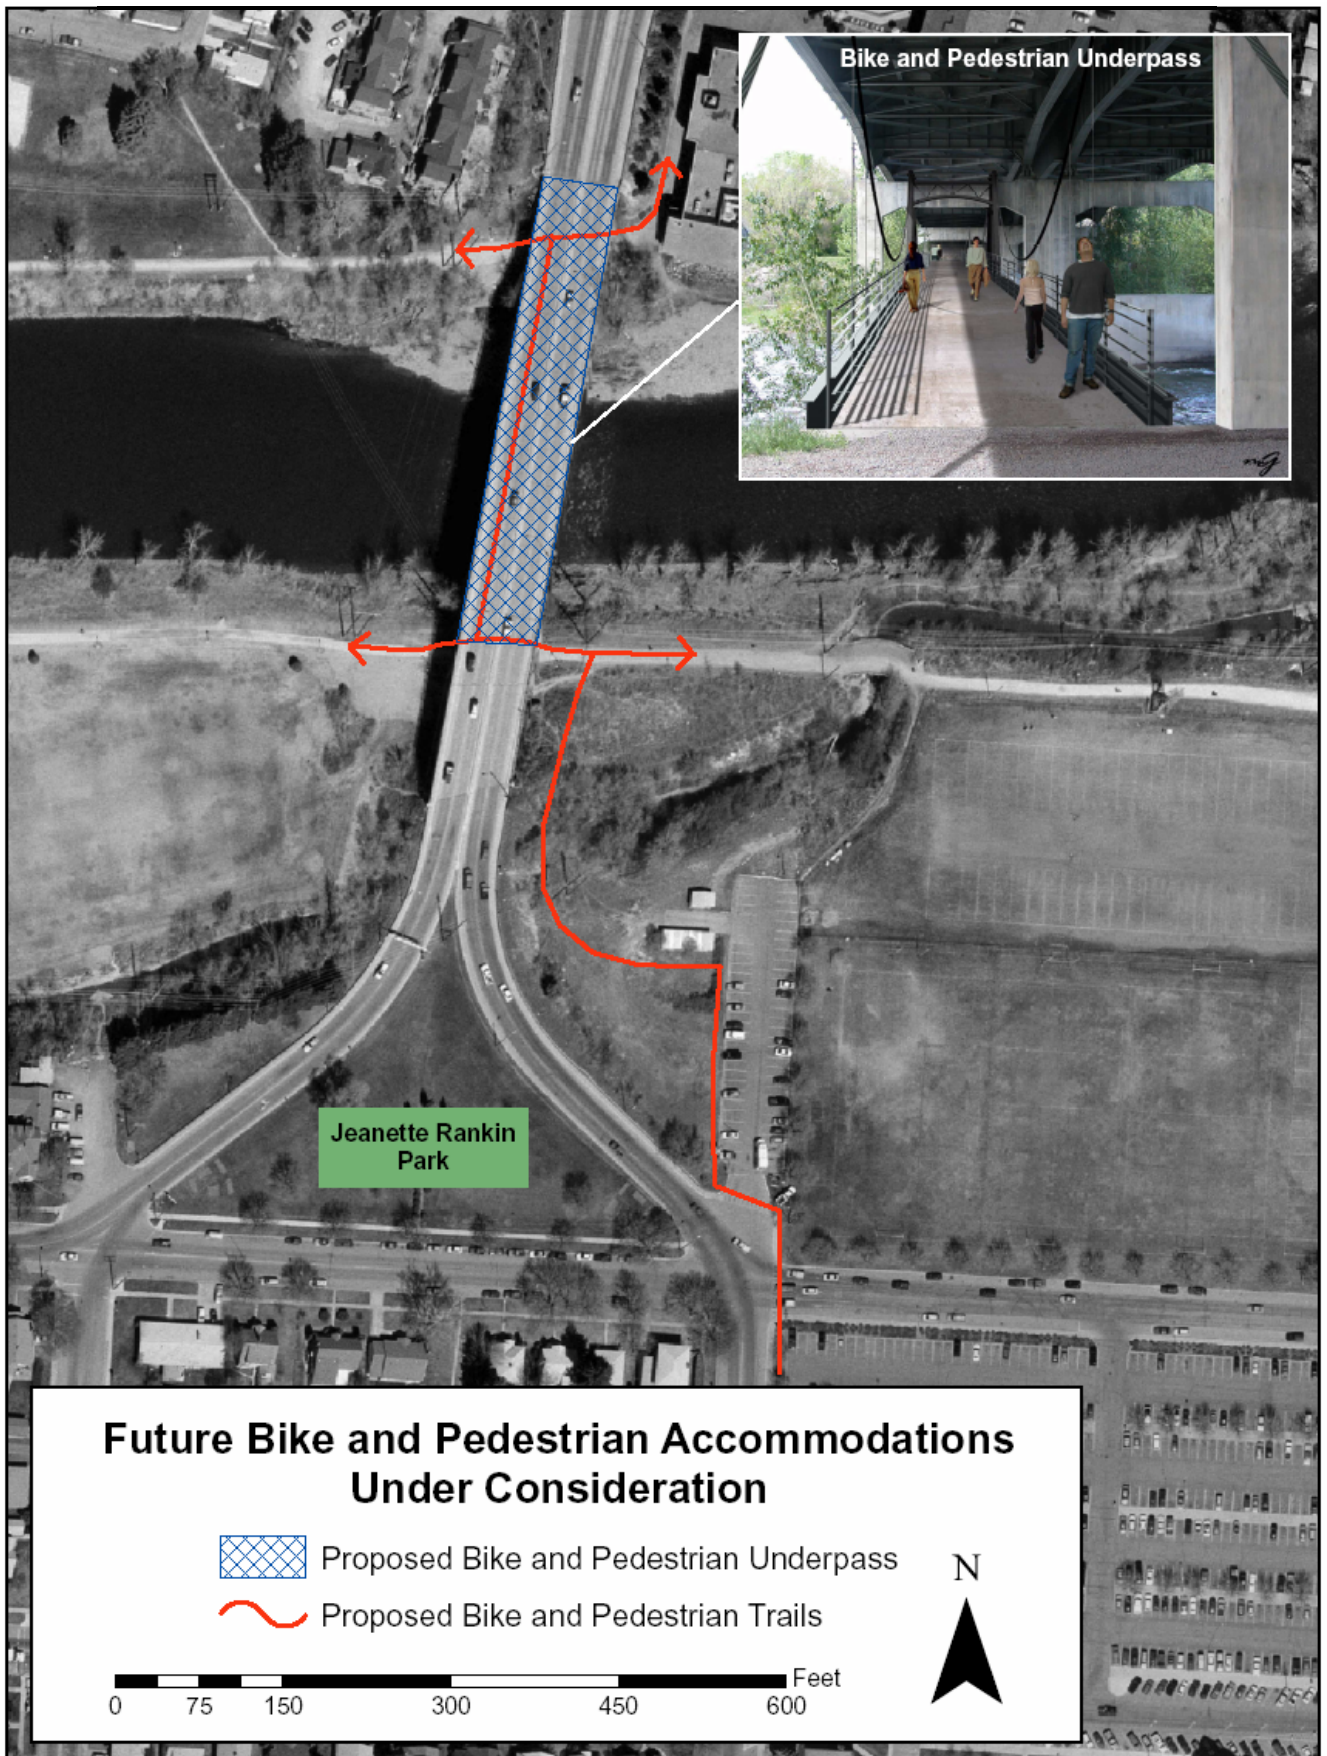 Bike and Pedestrian Underpass
Jeanette Rankin
Park
Future Bike and Pedestrian Accommodations
Under Consideration
Proposed Bike and Pedestrian Underpass
N
Proposed Bike and Pedestrian Trails
Feet
0 75 150 300 450 600